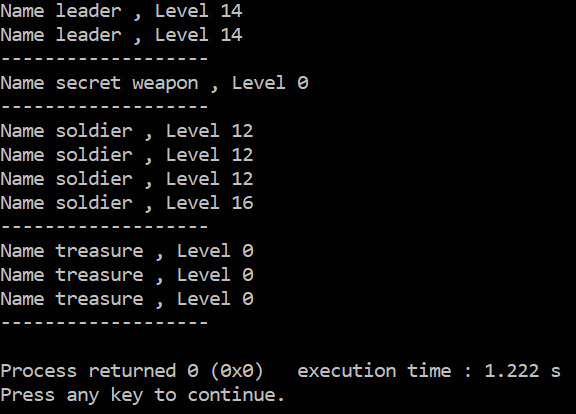 Name leader , Level 14
Name leader , Level 14
-------------------
Name secret weapon , Level 0
-------------------
Name soldier , Level 12
Name soldier , Level 12
Name soldier , Level 12
Name soldier , Level 16
-------------------
Name treasure , Level 0
Name treasure , Level 0
Name treasure , Level 0
-------------------
Process returned 0 (0x0)   execution time : 1.222 s
Press any key to continue.